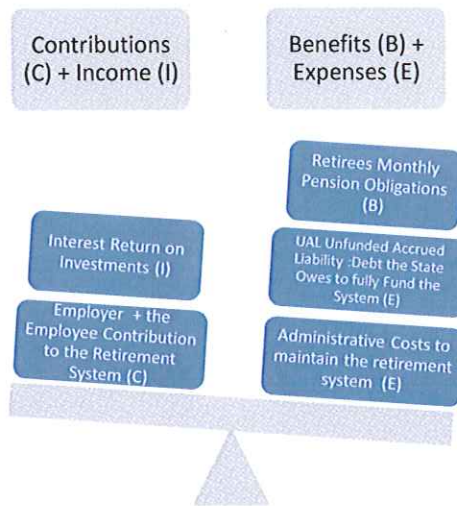 Contributions
(C) + Income (I)
Benefits (B) +
Expenses (E)
Interest Return on
Investments (I)
Employer + the
Employee Contribution
to the Retirement
System (C)
Retirees Monthly
Pension Obligations
(B)
UAL Unfunded Accrued
Liability :Debt the State
Owes to fully Fund the
System (E)
Administrative Costs to
maintain the retirement
system (E)